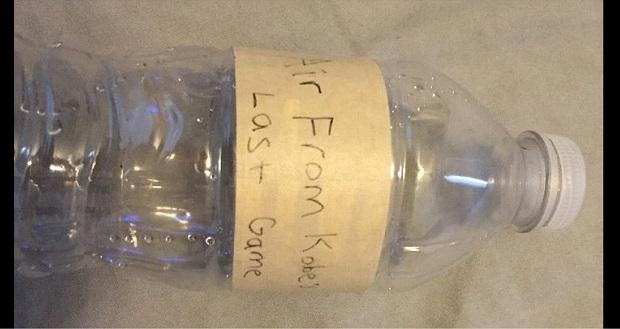 Air From Kobe's
Last Game